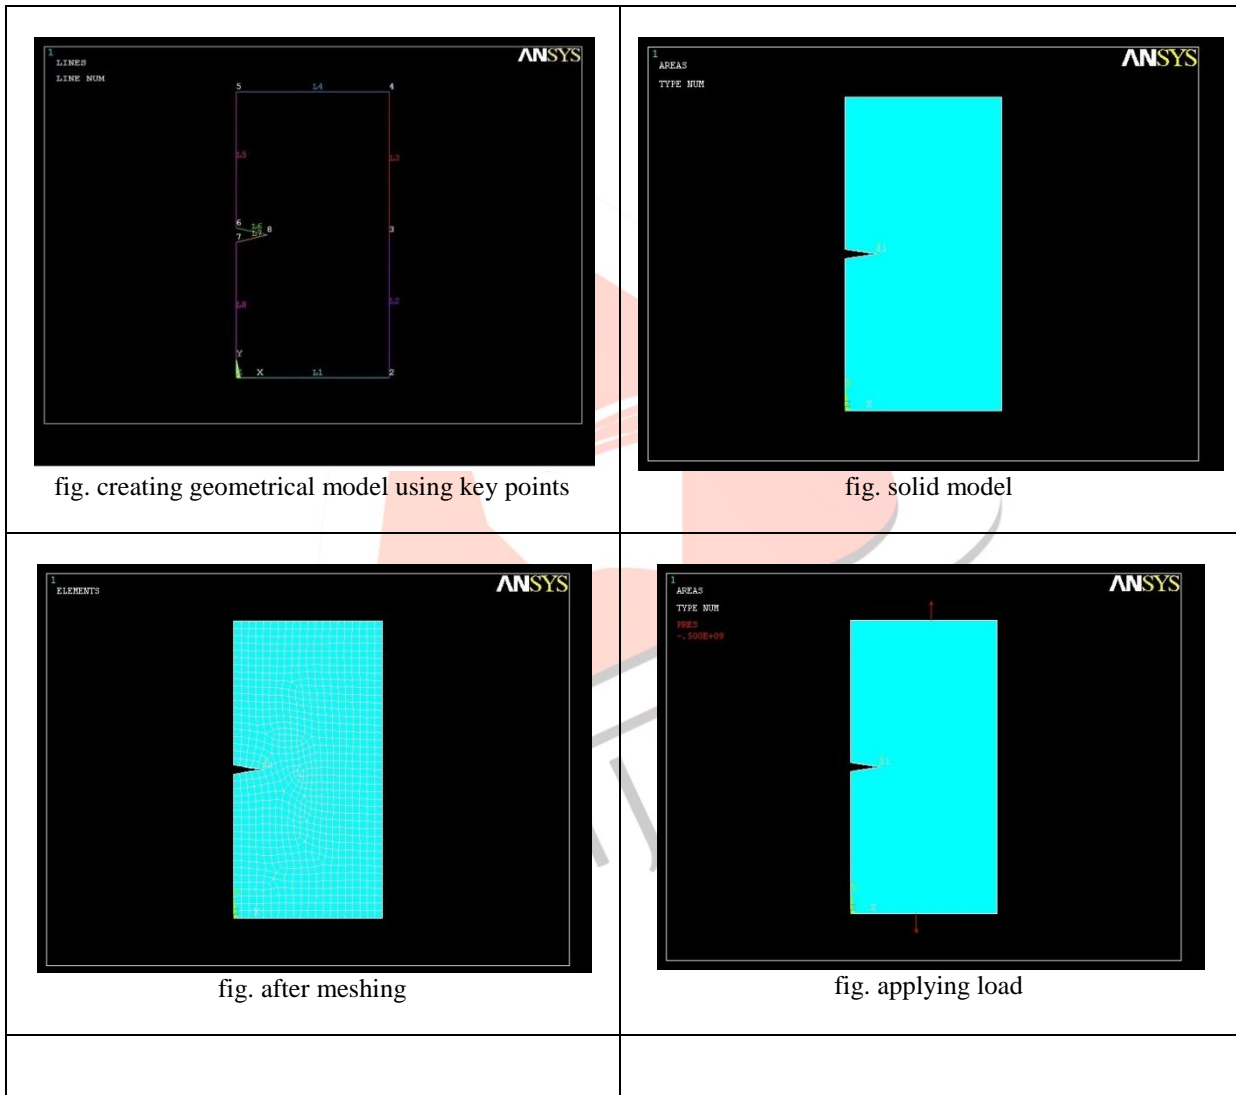 1
LINES
LINE NUM
ANSYS
5
L4
4
L5
L3
6
L6
8
7
L7
3
L8
L2
Y
X
L1
2
fig. creating geometrical model using key points
1
AREAS
TYPE NUM
ANSYS
X
fig. solid model
1
ELEMENTS
ANSYS
fig. after meshing
1
AREAS
TYPE NUM
PRES
-.500E+09
ANSYS
X
fig. applying load